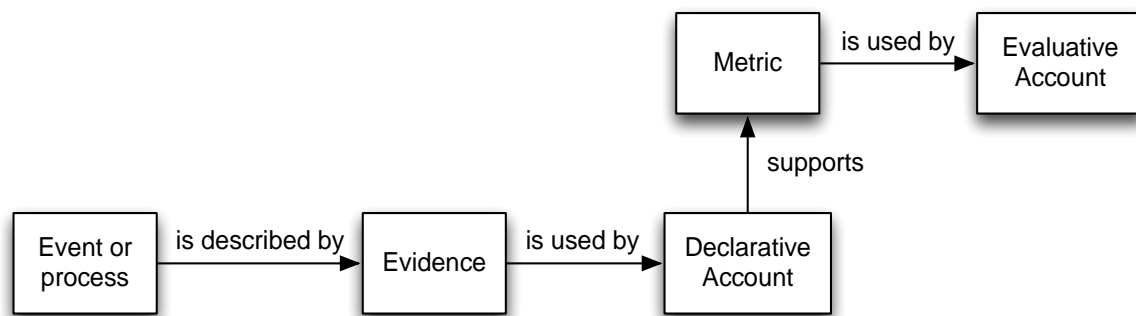 Metric
is used by
Evaluative
Account
supports
Event or
process
is described by
Evidence
is used by
Declarative
Account